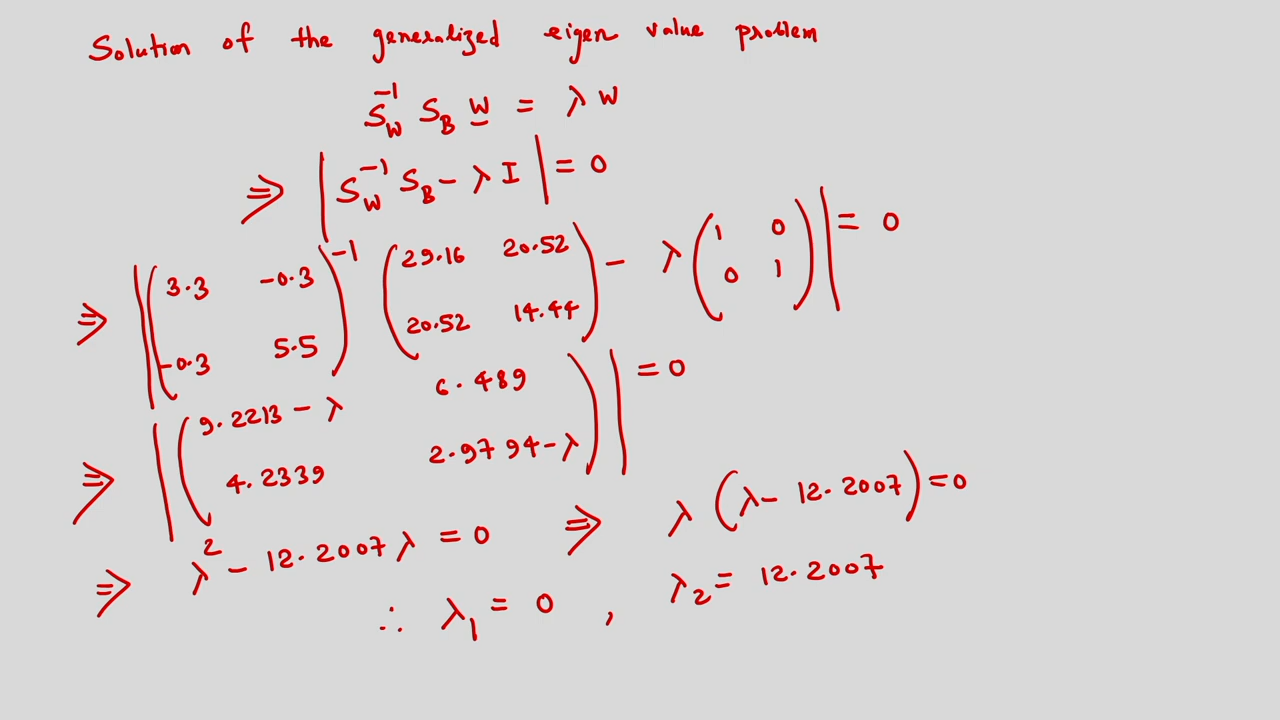 Solution of the generalized eigen value problem
S_W^-1 S_B W = λ W
⇒ | S_W^-1 S_B - λ I | = 0
⇒ | ( 3.3 -0.3 ; -0.3 5.5 )^-1 ( 29.16 20.52 ; 20.52 14.44 ) - λ ( 1 0 ; 0 1 ) | = 0
⇒ | ( 9.2213 - λ 6.489 ; 4.2339 2.9794 - λ ) | = 0
⇒ λ^2 - 12.2007 λ = 0 ⇒ λ ( λ - 12.2007 ) = 0
∴ λ_1 = 0 , λ_2 = 12.2007